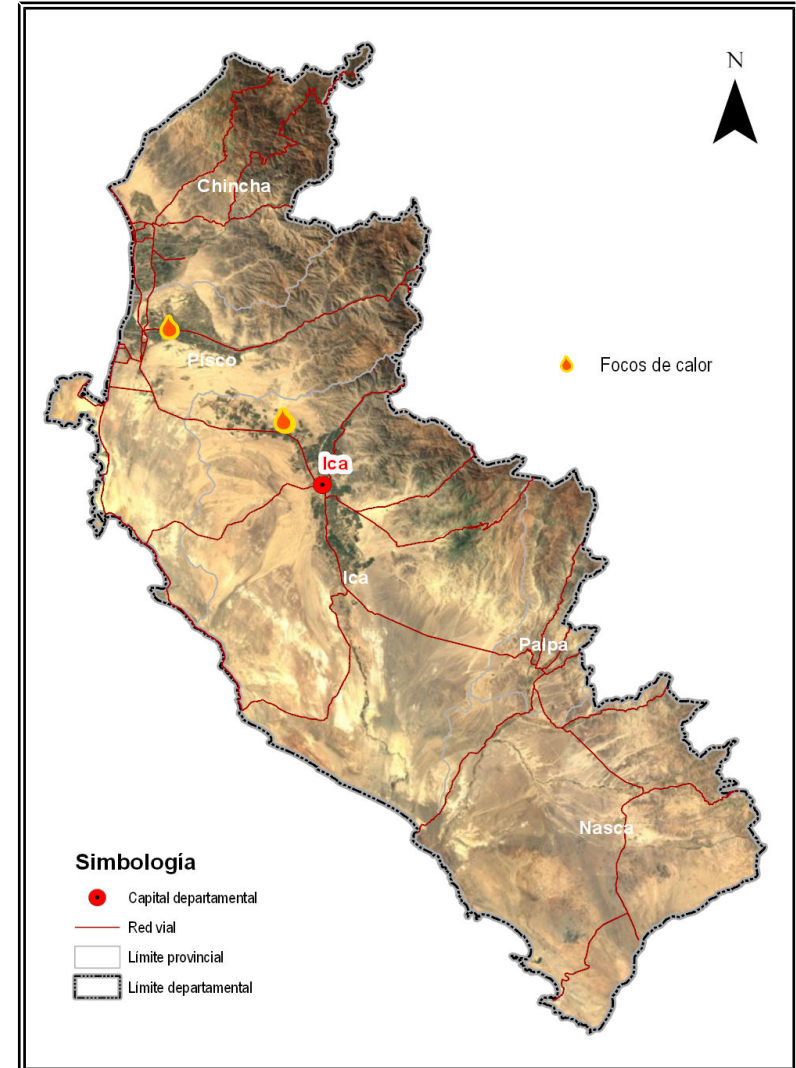 N
Chincha
Pisco
Focos de calor
Ica
Ica
Palpa
Nasca
Simbología
Capital departamental
Red vial
Límite provincial
Límite departamental